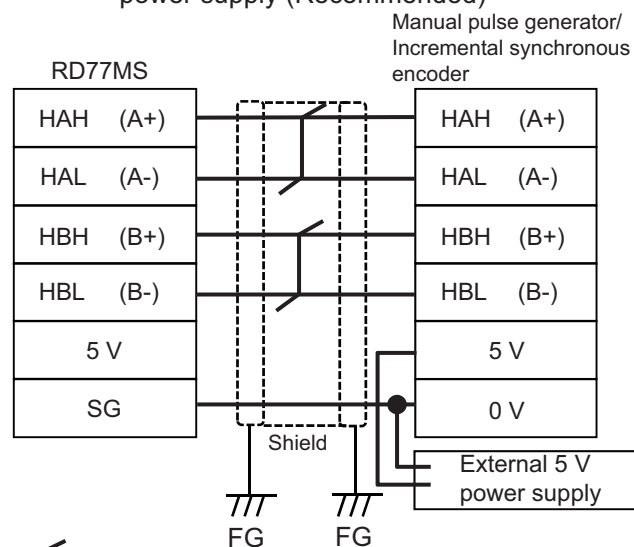 power supply (Recommended)
Manual pulse generator/
Incremental synchronous
encoder
RD77MS
HAH (A+)
HAL (A-)
HBH (B+)
HBL (B-)
5 V
SG
HAH (A+)
HAL (A-)
HBH (B+)
HBL (B-)
5 V
0 V
Shield
External 5 V
power supply
FG
FG